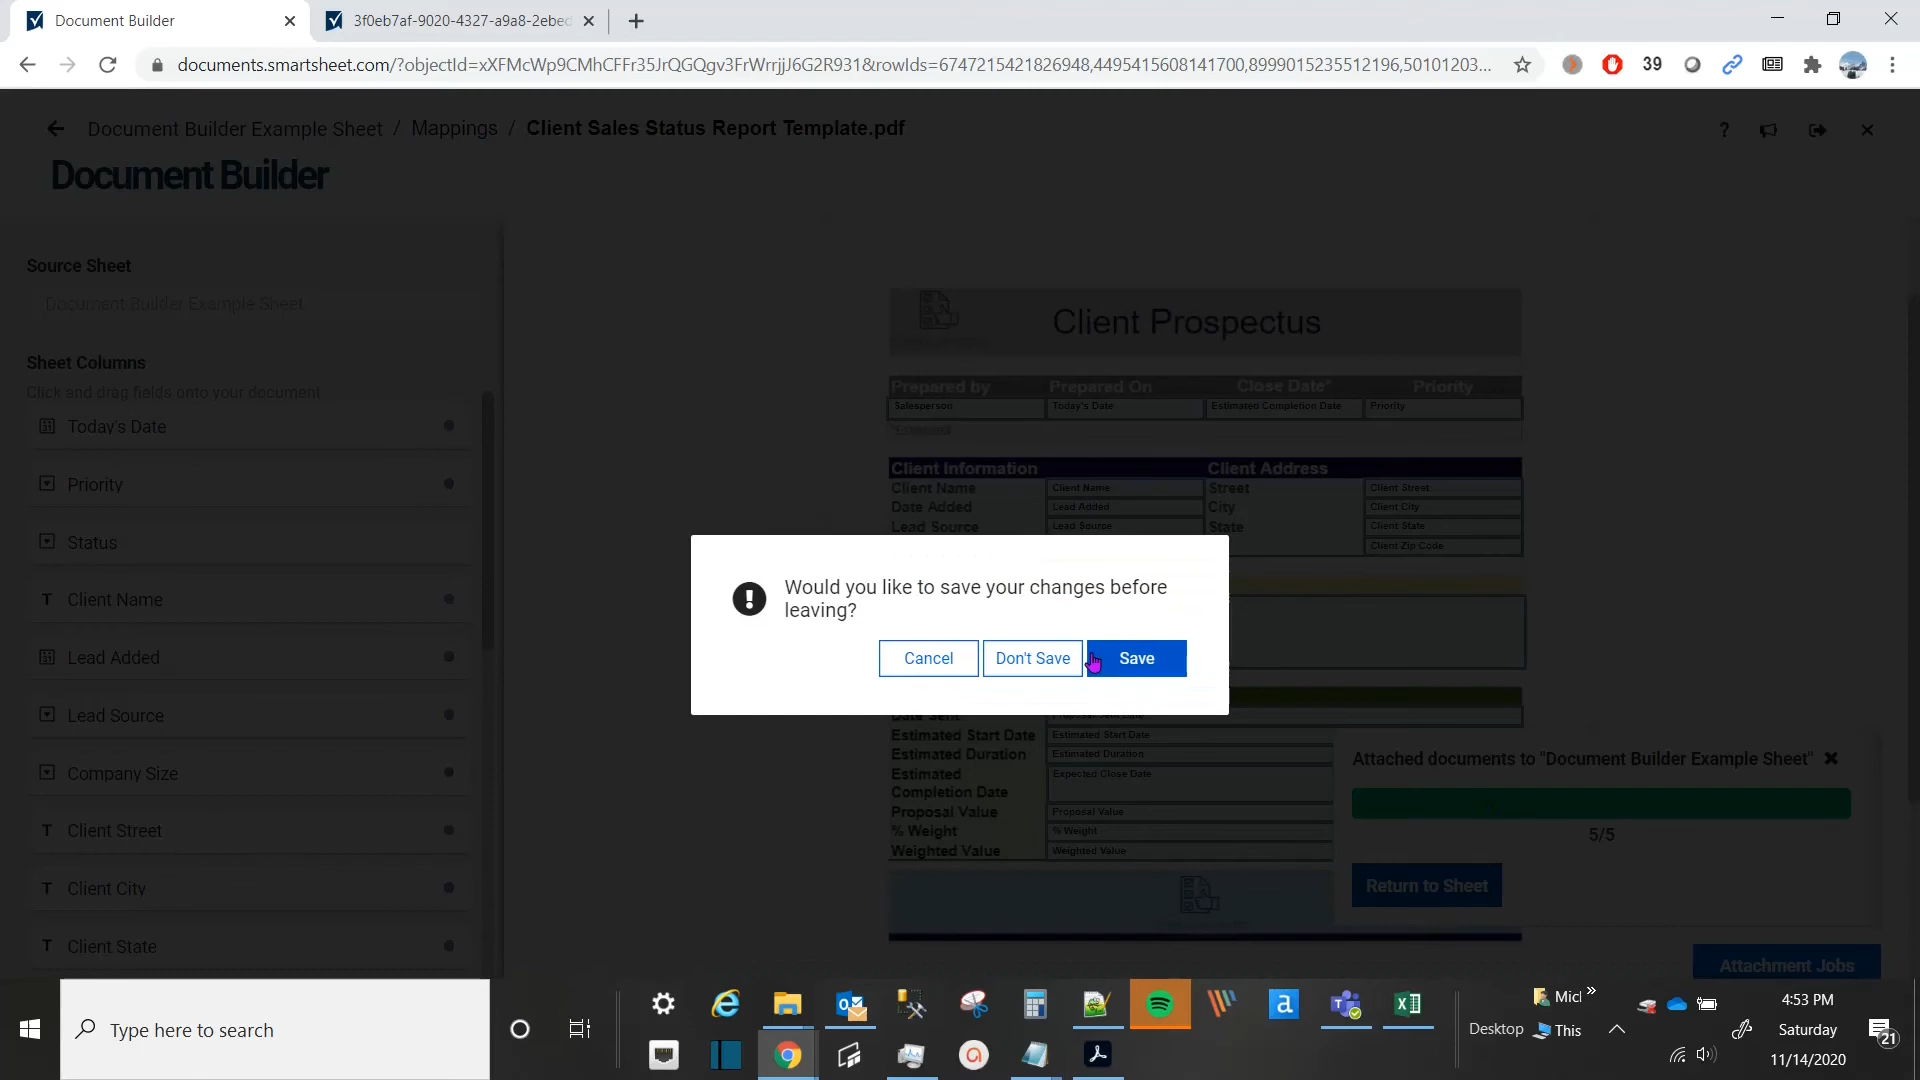 Document Builder
3f0eb7af-9020-4327-a9a8-2ebed
documents.smartsheet.com/?objectId=xXFMcWp9CMhCFFr35JrQGQgv3FrWrrjjJ6G2R931&rowIds=6747215421826948,4495415608141700,8999015235512196,50101203...
39
Document Builder Example Sheet / Mappings / Client Sales Status Report Template.pdf
?
Document Builder
Source Sheet
Document Builder Example Sheet
Sheet Columns
Click and drag fields onto your document
Today's Date
Priority
Status
T Client Name
Lead Added
Lead Source
Company Size
T Client Street
T Client City
T Client State
Client Prospectus
Prepared by Prepared On Close Date* Priority
Salesperson Today's Date Estimated Completion Date Priority
Client Information Client Address
Client Name Client Name Street Client Street
Date Added Lead Added City Client City
Lead Source Lead Source State Client State
Client Zip Code
Would you like to save your changes before
leaving?
Cancel Don't Save Save
Date Sent Proposal Sent Date
Estimated Start Date Estimated Start Date
Estimated Duration Estimated Duration
Estimated Expected Close Date
Completion Date
Proposal Value Proposal Value
% Weight % Weight
Weighted Value Weighted Value
Attached documents to "Document Builder Example Sheet"
5/5
Return to Sheet
Attachment Jobs
Type here to search
Desktop
Micl
This
4:53 PM
Saturday
11/14/2020
21